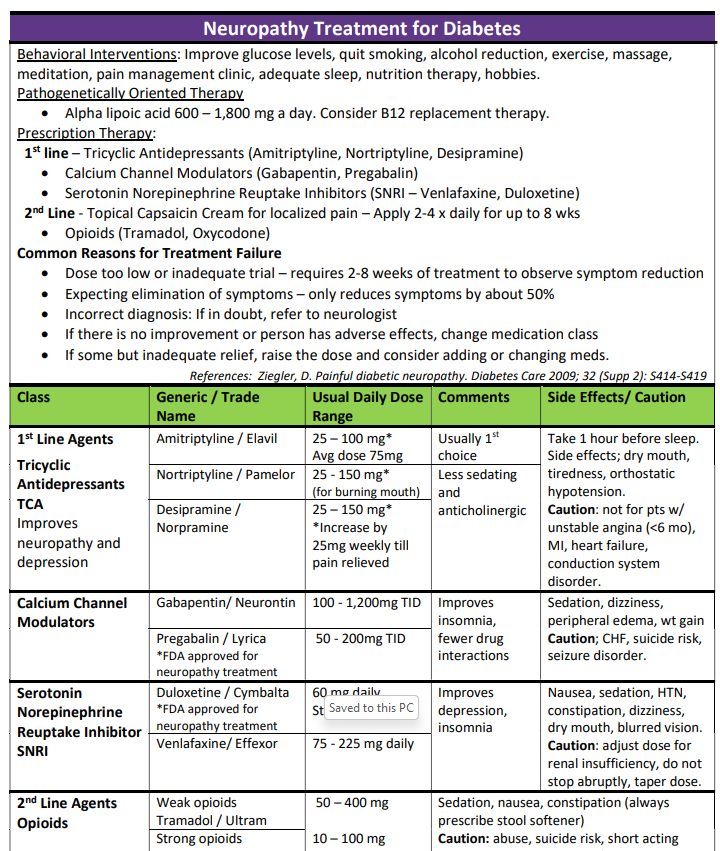 Neuropathy Treatment for Diabetes
Behavioral Interventions: Improve glucose levels, quit smoking, alcohol reduction, exercise, massage,
meditation, pain management clinic, adequate sleep, nutrition therapy, hobbies.
Pathogenetically Oriented Therapy
• Alpha lipoic acid 600 – 1,800 mg a day. Consider B12 replacement therapy.
Prescription Therapy:
1st line – Tricyclic Antidepressants (Amitriptyline, Nortriptyline, Desipramine)
• Calcium Channel Modulators (Gabapentin, Pregabalin)
• Serotonin Norepinephrine Reuptake Inhibitors (SNRI – Venlafaxine, Duloxetine)
2nd Line - Topical Capsaicin Cream for localized pain – Apply 2-4 x daily for up to 8 wks
• Opioids (Tramadol, Oxycodone)
Common Reasons for Treatment Failure
• Dose too low or inadequate trial – requires 2-8 weeks of treatment to observe symptom reduction
• Expecting elimination of symptoms – only reduces symptoms by about 50%
• Incorrect diagnosis: If in doubt, refer to neurologist
• If there is no improvement or person has adverse effects, change medication class
• If some but inadequate relief, raise the dose and consider adding or changing meds.
References: Ziegler, D. Painful diabetic neuropathy. Diabetes Care 2009; 32 (Supp 2): S414-S419
Class
Generic / Trade
Name
Usual Daily Dose
Range
Comments
Side Effects/ Caution
1st Line Agents
Tricyclic
Antidepressants
TCA
Improves
neuropathy and
depression
Amitriptyline / Elavil
25 – 100 mg*
Avg dose 75mg
Usually 1st
choice
Nortriptyline / Pamelor
25 - 150 mg*
(for burning mouth)
Less sedating
and
anticholinergic
Desipramine /
Norpramine
25 – 150 mg*
*Increase by
25mg weekly till
pain relieved
Take 1 hour before sleep.
Side effects; dry mouth,
tiredness, orthostatic
hypotension.
Caution: not for pts w/
unstable angina (<6 mo),
MI, heart failure,
conduction system
disorder.
Calcium Channel
Modulators
Gabapentin/ Neurontin
100 - 1,200mg TID
Pregabalin / Lyrica
*FDA approved for
neuropathy treatment
50 - 200mg TID
Improves
insomnia,
fewer drug
interactions
Sedation, dizziness,
peripheral edema, wt gain
Caution; CHF, suicide risk,
seizure disorder.
Serotonin
Norepinephrine
Reuptake Inhibitor
SNRI
Duloxetine / Cymbalta
*FDA approved for
neuropathy treatment
60 mg daily
Saved to this PC
Venlafaxine/ Effexor
75 - 225 mg daily
Improves
depression,
insomnia
Nausea, sedation, HTN,
constipation, dizziness,
dry mouth, blurred vision.
Caution: adjust dose for
renal insufficiency, do not
stop abruptly, taper dose.
2nd Line Agents
Opioids
Weak opioids
Tramadol / Ultram
50 – 400 mg
Strong opioids
10 – 100 mg
Sedation, nausea, constipation (always
prescribe stool softener)
Caution: abuse, suicide risk, short acting